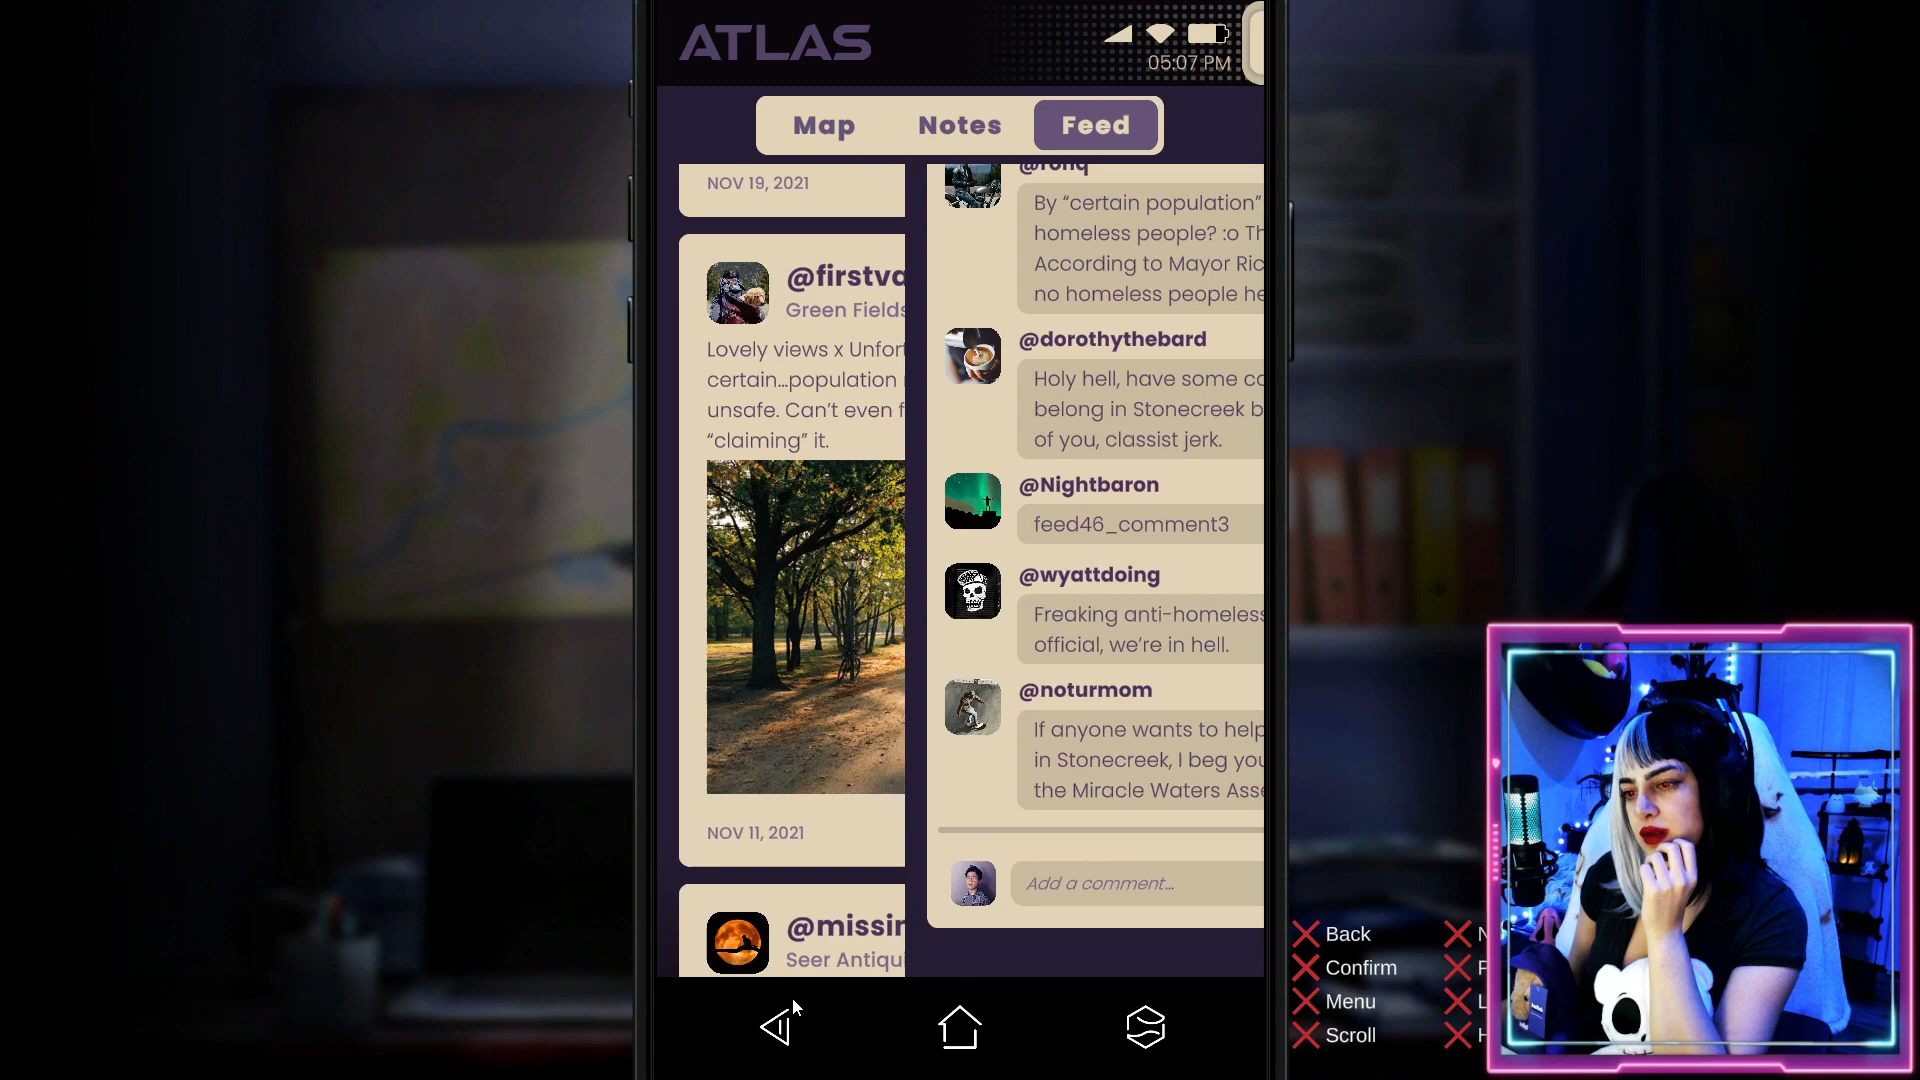 ATLAS
05:07 PM
Map
Notes
Feed
NOV 19, 2021
@firstva
Green Fields
Lovely views x Unfor
certain...population
unsafe. Can't even f
"claiming" it.
NOV 11, 2021
@missin
Seer Antiqu
@ronq
By "certain population"
homeless people? :o Th
According to Mayor Ric
no homeless people he
@dorothythebard
Holy hell, have some co
belong in Stonecreek b
of you, classist jerk.
@Nightbaron
feed46_comment3
@wyattdoing
Freaking anti-homeless
official, we're in hell.
@noturmom
If anyone wants to help
in Stonecreek, I beg you
the Miracle Waters Asse
Add a comment...
Back
Confirm
Menu
Scroll